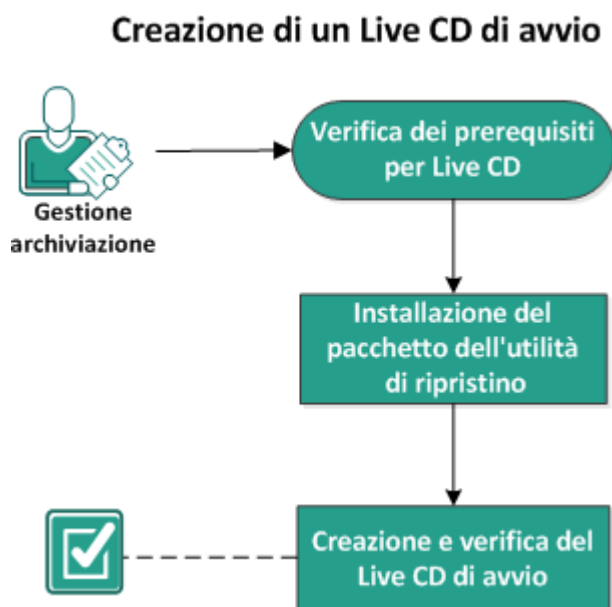 Creazione di un Live CD di avvio
Verifica dei prerequisiti
per Live CD
Gestione
archiviazione
Installazione del
pacchetto dell'utilità
di ripristino
Creazione e verifica del
Live CD di avvio